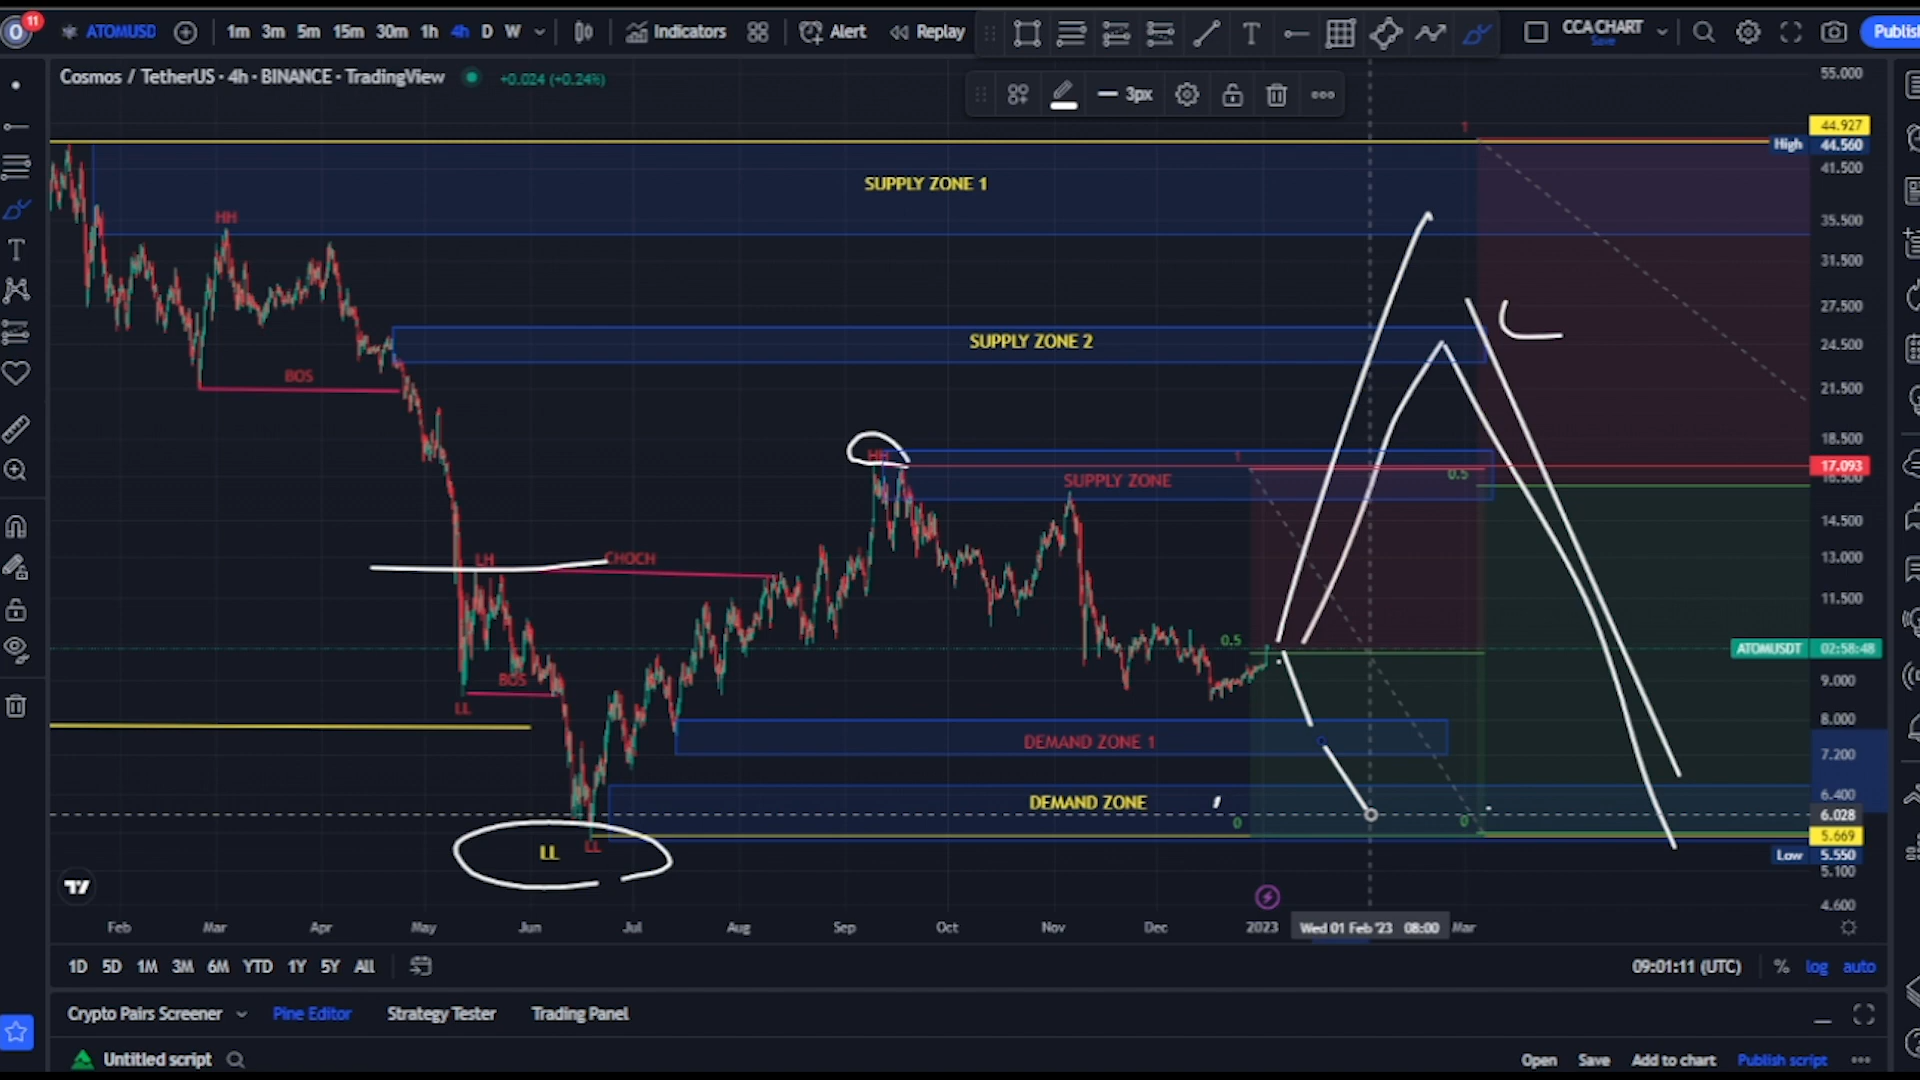 11
O
ATOMUSD
1m 3m 5m 15m 30m 1h 4h D W
Indicators
Alert
Replay
CCA CHART
Save
Publish
Cosmos / TetherUS · 4h · BINANCE · TradingView
+0.024 (+0.24%)
3px
55.000
44.927
High 44.560
41.500
35.500
31.500
27.500
24.500
21.500
18.500
17.093
16.500
14.500
13.000
11.500
ATOMUSDT 02:58:48
9.000
8.000
7.200
6.400
6.028
5.669
Low 5.550
5.100
4.600
1
SUPPLY ZONE 1
HH
BOS
SUPPLY ZONE 2
HH
1
SUPPLY ZONE
0.5
LH
CHOCH
0.5
BOS
LL
DEMAND ZONE 1
DEMAND ZONE
0
0
LL
LL
Feb Mar Apr May Jun Jul Aug Sep Oct Nov Dec 2023 Wed 01 Feb '23 08:00 Mar
1D 5D 1M 3M 6M YTD 1Y 5Y All
09:01:11 (UTC) % log auto
Crypto Pairs Screener Pine Editor Strategy Tester Trading Panel
Untitled script
Open Save Add to chart Publish script